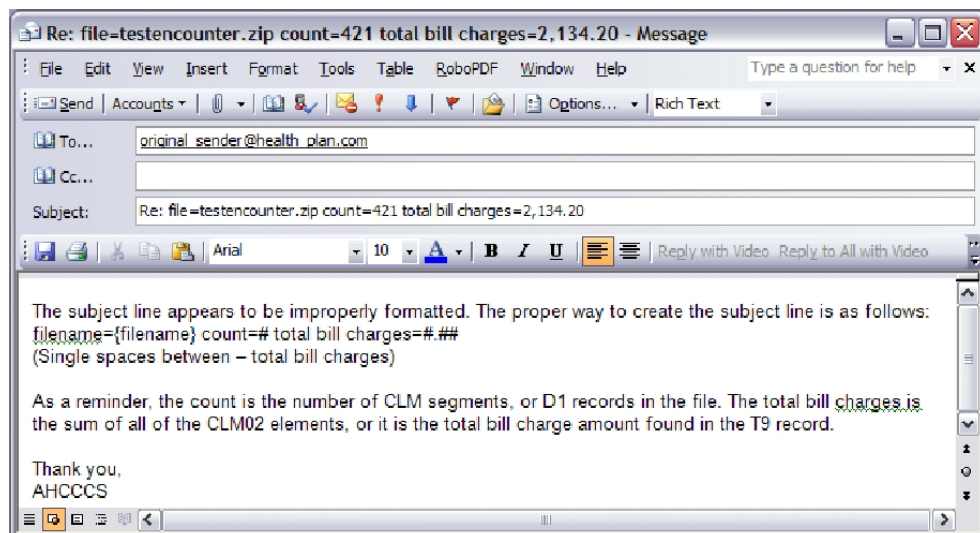 Re: file=testencounter.zip count=421 total bill charges=2,134.20 - Message
File Edit View Insert Format Tools Table RoboPDF Window Help Type a question for help
Send Accounts Options... Rich Text
To... original_sender@health_plan.com
Cc...
Subject: Re: file=testencounter.zip count=421 total bill charges=2,134.20
Arial 10 A B I U Reply with Video Reply to All with Video
The subject line appears to be improperly formatted. The proper way to create the subject line is as follows:
filename={filename} count=# total bill charges=#.##
(Single spaces between – total bill charges)
As a reminder, the count is the number of CLM segments, or D1 records in the file. The total bill charges is
the sum of all of the CLM02 elements, or it is the total bill charge amount found in the T9 record.
Thank you,
AHCCCS